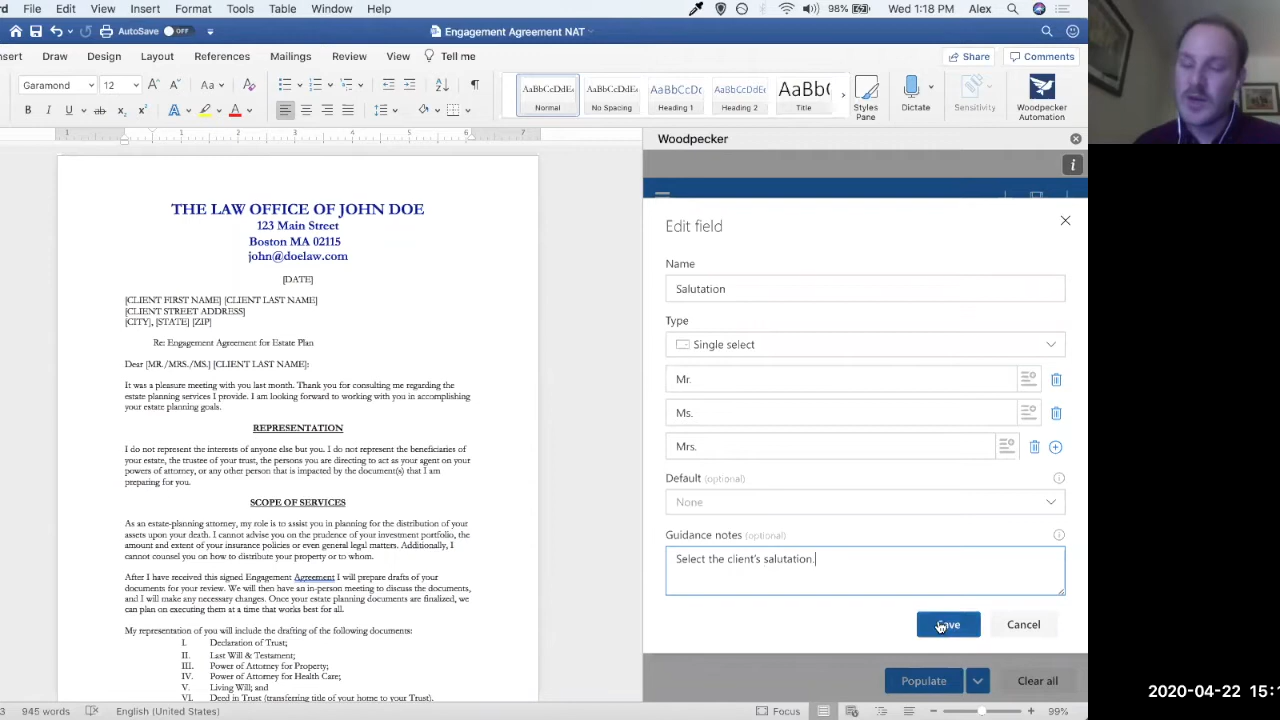 Edit View Insert Format Tools Table Window Help 98% Wed 1:18 PM Alex
AutoSave OFF Engagement Agreement NAT
nsert Draw Design Layout References Mailings Review View Tell me Share Comments
Garamond 12 Aa
AaBbCcDdEe AaBbCcDdEe AaBbCcDc AaBbCcDdEe AaBb(
Normal No Spacing Heading 1 Heading 2 Title
Styles Pane
Dictate
Sensitivity
Woodpecker Automation
1 1 2 3 4 5 6 7
Woodpecker
THE LAW OFFICE OF JOHN DOE
123 Main Street
Boston MA 02115
john@doelaw.com
[DATE]
[CLIENT FIRST NAME] [CLIENT LAST NAME]
[CLIENT STREET ADDRESS]
[CITY], [STATE] [ZIP]
Re: Engagement Agreement for Estate Plan
Dear [MR./MRS./MS.] [CLIENT LAST NAME]:
It was a pleasure meeting with you last month. Thank you for consulting me regarding the
estate planning services I provide. I am looking forward to working with you in accomplishing
your estate planning goals.
REPRESENTATION
I do not represent the interests of anyone else but you. I do not represent the beneficiaries of
your estate, the trustee of your trust, the persons you are directing to act as your agent on your
powers of attorney, or any other person that is impacted by the document(s) that I am
preparing for you.
SCOPE OF SERVICES
As an estate-planning attorney, my role is to assist you in planning for the distribution of your
assets upon your death. I cannot advise you on the prudence of your investment portfolio, the
amount and extent of your insurance policies or even general legal matters. Additionally, I
cannot counsel you on how to distribute your property or to whom.
After I have received this signed Engagement Agreement I will prepare drafts of your
documents for your review. We will then have an in-person meeting to discuss the documents,
and I will make any necessary changes. Once your estate planning documents are finalized, we
can plan on executing them at a time that works best for all.
My representation of you will include the drafting of the following documents:
I. Declaration of Trust;
II. Last Will & Testament;
III. Power of Attorney for Property;
IV. Power of Attorney for Health Care;
V. Living Will; and
VI. Deed in Trust (transferring title of your home to your Trust).
Edit field
Name
Salutation
Type
Single select
Mr.
Ms.
Mrs.
Default (optional)
None
Guidance notes (optional)
Select the client's salutation.
Save Cancel
Populate Clear all
3 945 words English (United States) Focus 99%
2020-04-22 15:1